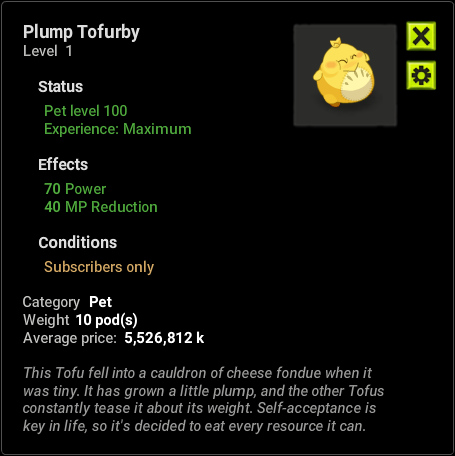 Plump Tofurby
Level 1
Status
Pet level 100
Experience: Maximum
Effects
70 Power
40 MP Reduction
Conditions
Subscribers only
Category Pet
Weight 10 pod(s)
Average price: 5,526,812 k
This Tofu fell into a cauldron of cheese fondue when it
was tiny. It has grown a little plump, and the other Tofus
constantly tease it about its weight. Self-acceptance is
key in life, so it's decided to eat every resource it can.